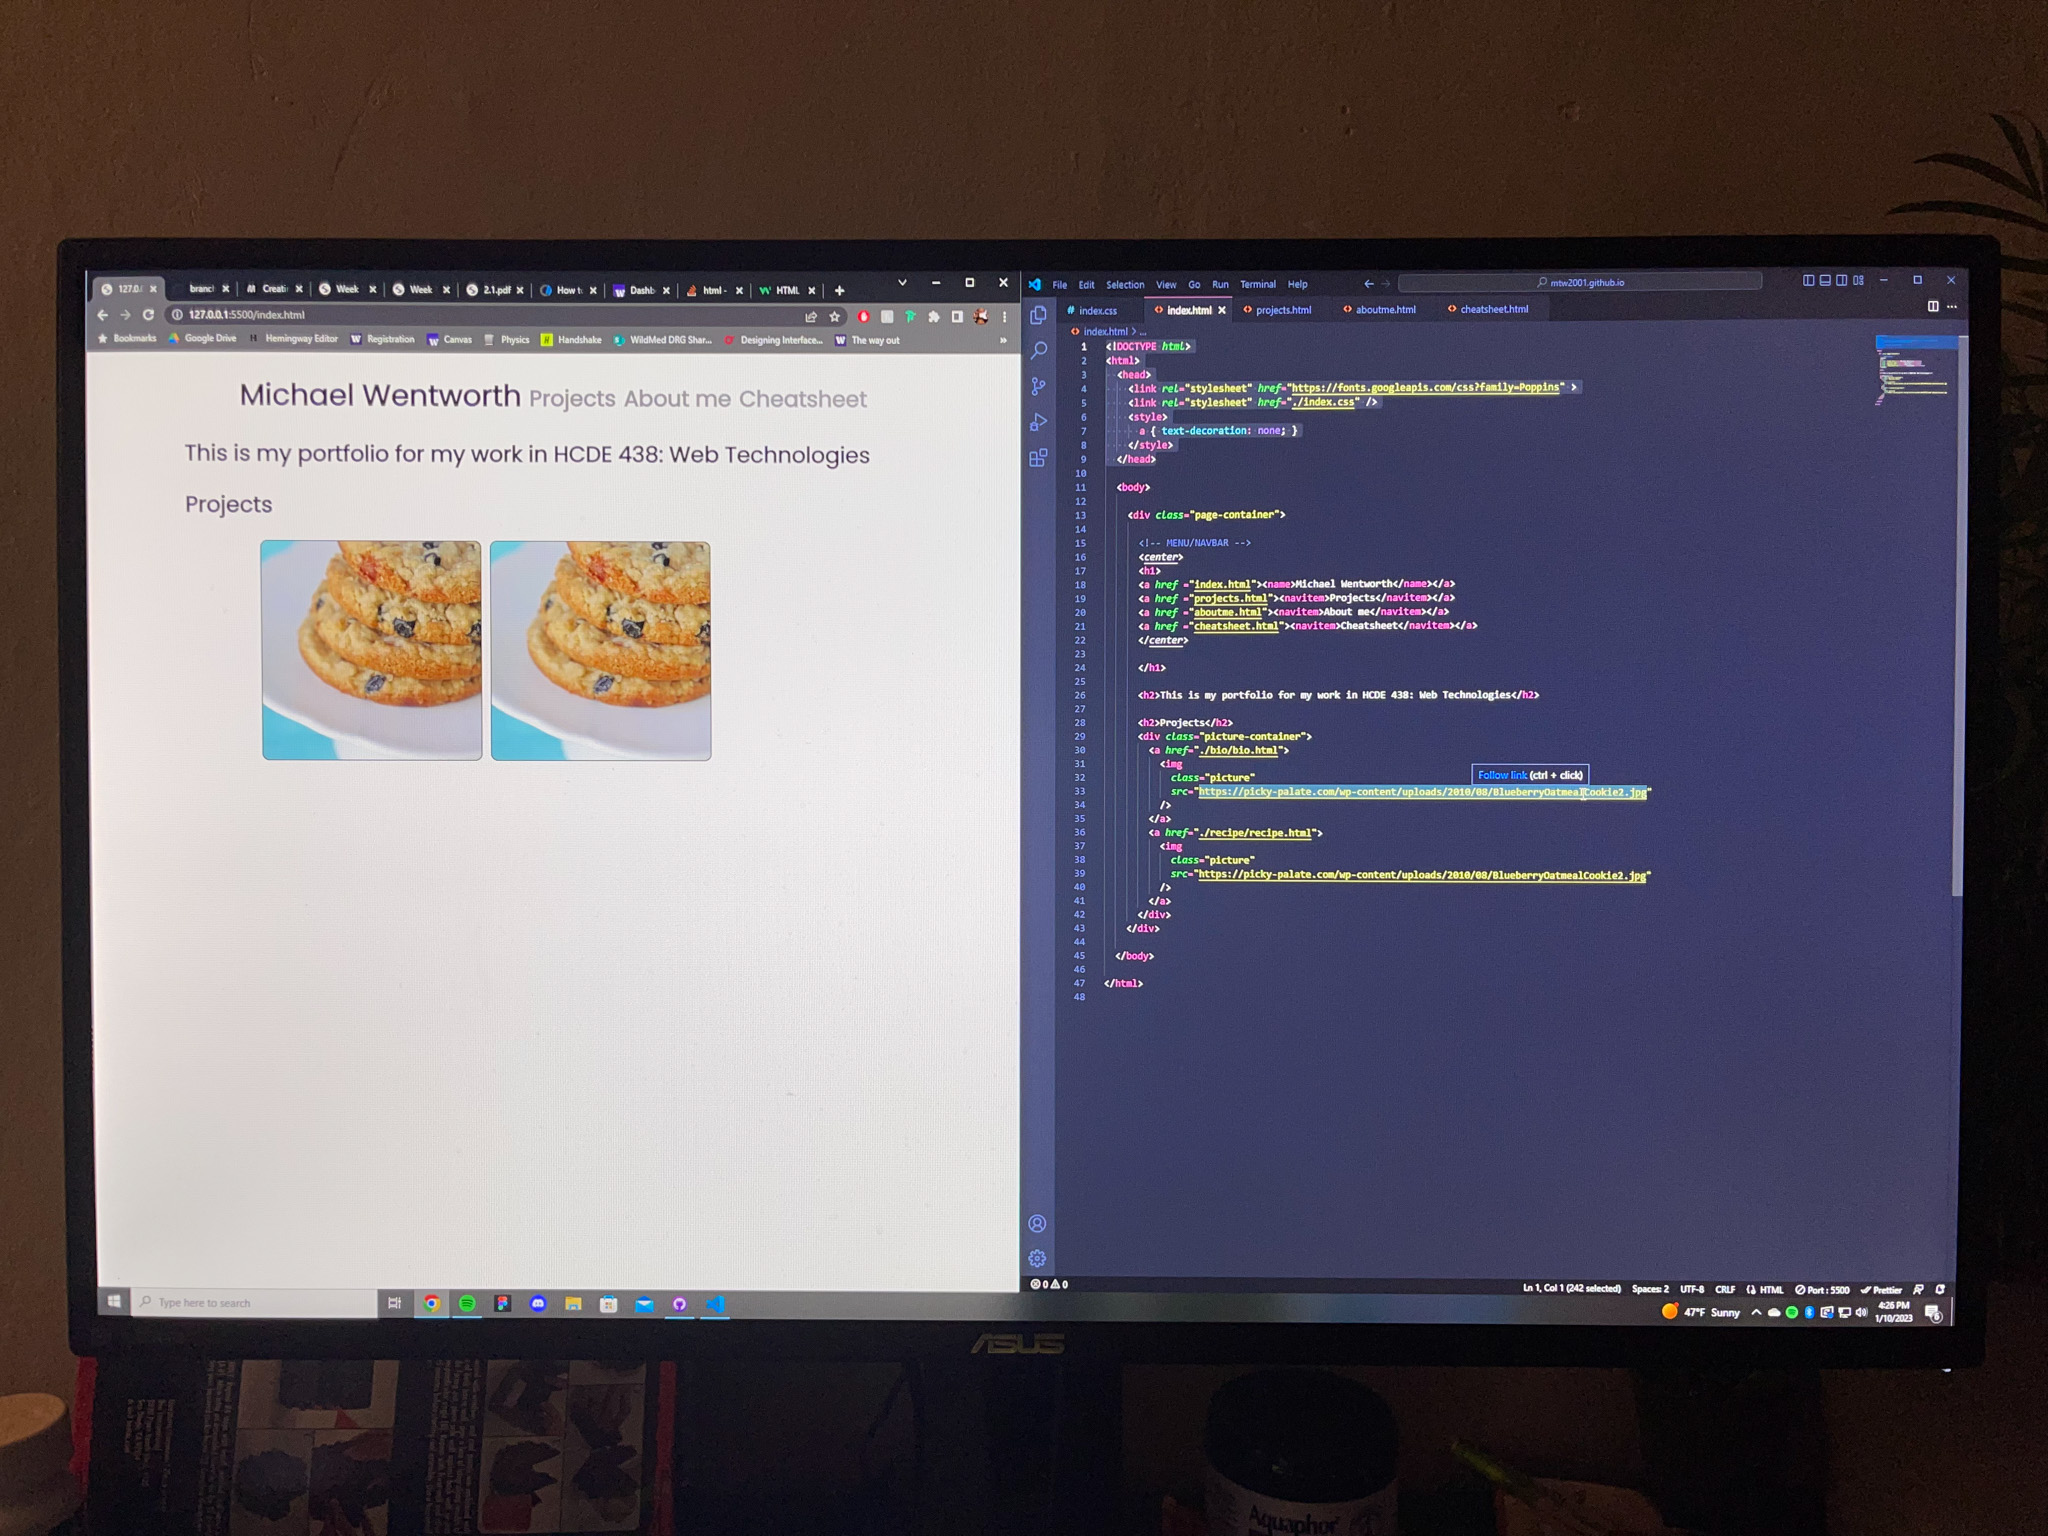 127.0.
branch
Creati
Week
Week
2.1.pdf
How t
Dashb
html -
HTML
127.0.0.1:5500/index.html
Bookmarks
Google Drive
Hemingway Editor
Registration
Canvas
Physics
Handshake
WildMed DRG Shar...
Designing Interface...
The way out
»
Michael Wentworth Projects About me Cheatsheet
This is my portfolio for my work in HCDE 438: Web Technologies
Projects
Type here to search
File Edit Selection View Go Run Terminal Help
mtw2001.github.io
# index.css
index.html
projects.html
aboutme.html
cheatsheet.html
index.html > ...
1 <!DOCTYPE html>
2 <html>
3 <head>
4 <link rel="stylesheet" href="https://fonts.googleapis.com/css?family=Poppins" >
5 <link rel="stylesheet" href="./index.css" />
6 <style>
7 a { text-decoration: none; }
8 </style>
9 </head>
10
11 <body>
12
13 <div class="page-container">
14
15 <!-- MENU/NAVBAR -->
16 <center>
17 <h1>
18 <a href ="index.html"><name>Michael Wentworth</name></a>
19 <a href ="projects.html"><navitem>Projects</navitem></a>
20 <a href ="aboutme.html"><navitem>About me</navitem></a>
21 <a href ="cheatsheet.html"><navitem>Cheatsheet</navitem></a>
22 </center>
23
24 </h1>
25
26 <h2>This is my portfolio for my work in HCDE 438: Web Technologies</h2>
27
28 <h2>Projects</h2>
29 <div class="picture-container">
30 <a href="./bio/bio.html">
31 <img
Follow link (ctrl + click)
32 class="picture"
33 src="https://picky-palate.com/wp-content/uploads/2010/08/BlueberryOatmealCookie2.jpg"
34 />
35 </a>
36 <a href="./recipe/recipe.html">
37 <img
38 class="picture"
39 src="https://picky-palate.com/wp-content/uploads/2010/08/BlueberryOatmealCookie2.jpg"
40 />
41 </a>
42 </div>
43 </div>
44
45 </body>
46
47 </html>
48
0 0
Ln 1, Col 1 (242 selected) Spaces: 2 UTF-8 CRLF HTML Port : 5500 Prettier
47°F Sunny
4:26 PM
1/10/2023
ASUS
Aquaphor